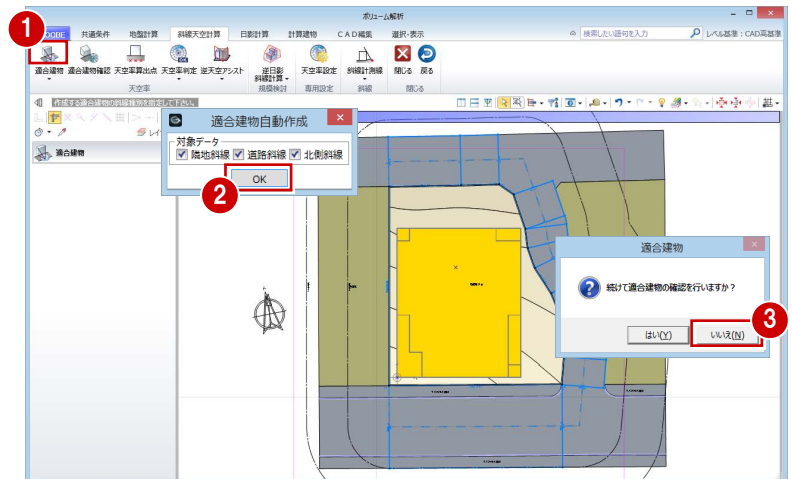 ボリューム解析
1
ADOBE 共通条件 地盤計算 斜線天空計算 日影計算 計算建物 CAD編集 選択・表示 検索したい語句を入力 レベル基準：CAD高基準
適合建物 適合建物確認 天空率算出点 天空率判定 逆天空アシスト 逆日影 天空率設定 斜線計測線 閉じる 戻る
斜線計算
天空率 規模検討 専用設定 斜線 閉じる
作成する適合建物の斜線種別を指定して下さい。
レイ
適合建物
適合建物自動作成
対象データ
隣地斜線 道路斜線 北側斜線
OK
2
適合建物
続けて適合建物の確認を行いますか？
はい(Y) いいえ(N)
3